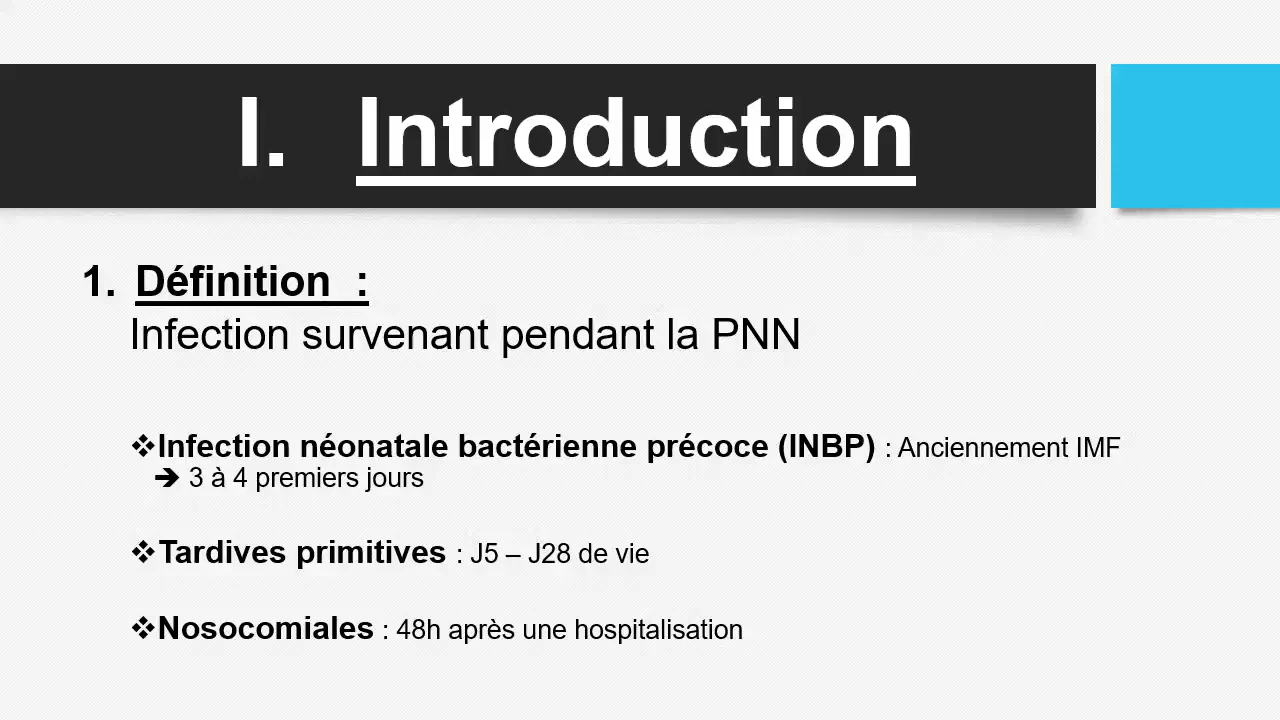 I. Introduction
1. Définition :
Infection survenant pendant la PNN
❖Infection néonatale bactérienne précoce (INBP) : Anciennement IMF
➔ 3 à 4 premiers jours
❖Tardives primitives : J5 – J28 de vie
❖Nosocomiales : 48h après une hospitalisation